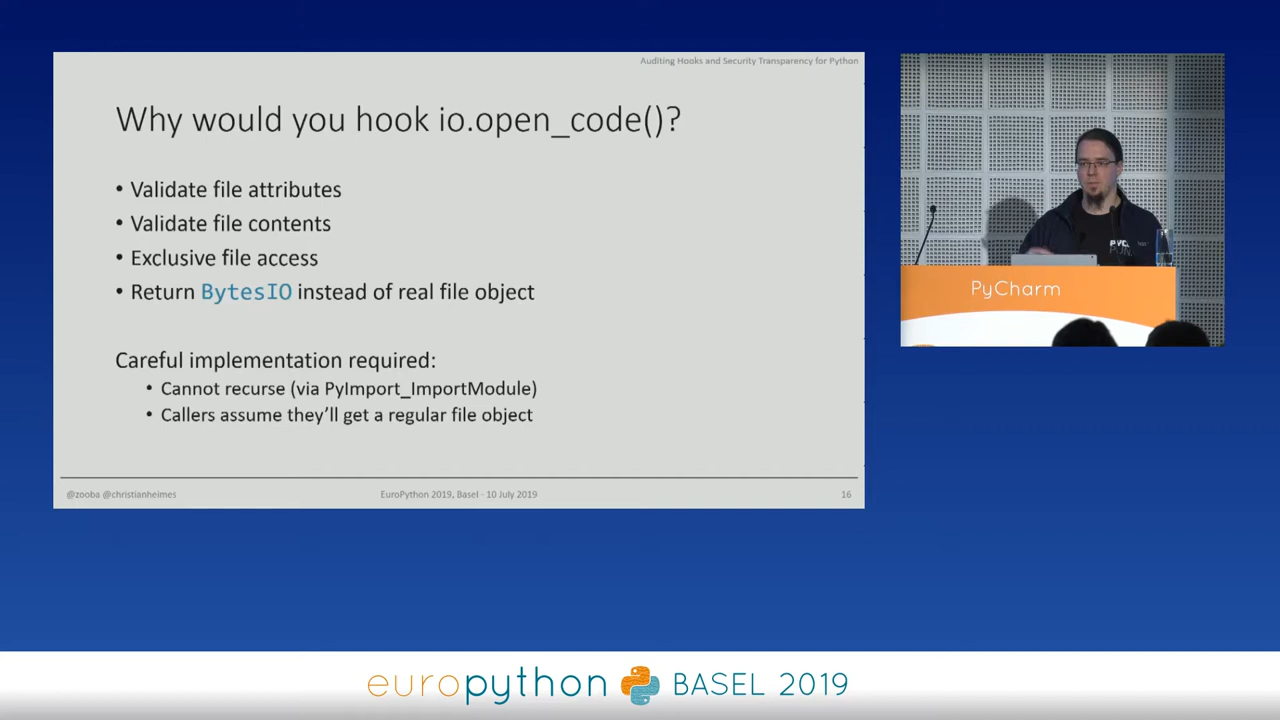 Auditing Hooks and Security Transparency for Python
Why would you hook io.open_code()?
• Validate file attributes
• Validate file contents
• Exclusive file access
• Return BytesIO instead of real file object
Careful implementation required:
• Cannot recurse (via PyImport_ImportModule)
• Callers assume they'll get a regular file object
@zooba @christianheimes
EuroPython 2019, Basel - 10 July 2019
16
PyCharm
europython BASEL 2019